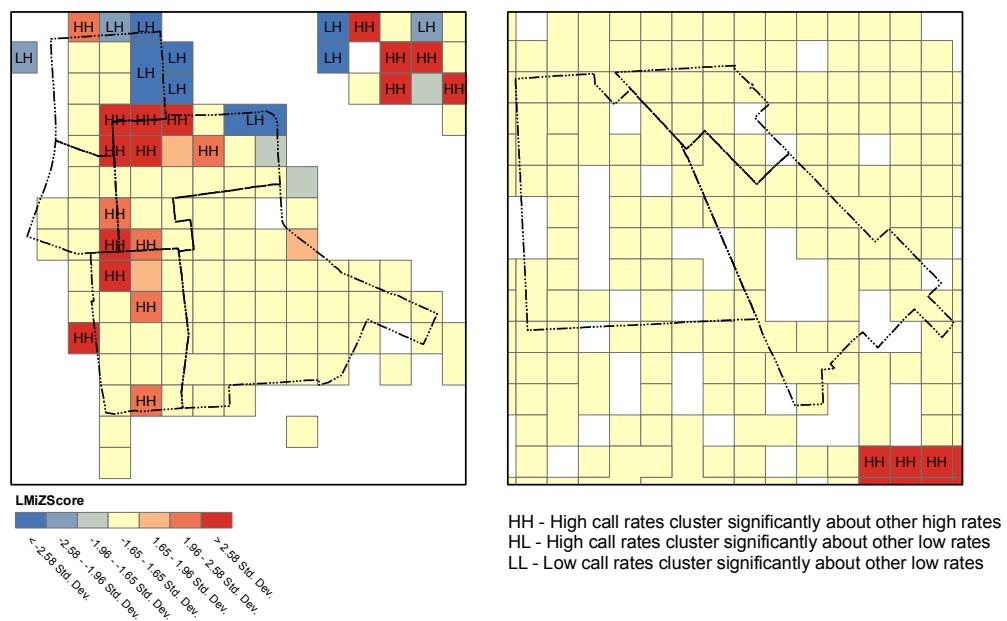 HH LH LH LH HH LH
LH LH LH LH HH HH
LH LH HH HH
HH HH HH LH
HH HH HH
HH
HH HH
HH
HH
HH
HH
HH HH HH
LMiZScore
< -2.58 Std. Dev.
-2.58 - -1.96 Std. Dev.
-1.96 - -1.65 Std. Dev.
-1.65 - 1.65 Std. Dev.
1.65 - 1.96 Std. Dev.
1.96 - 2.58 Std. Dev.
> 2.58 Std. Dev.
HH - High call rates cluster significantly about other high rates
HL - High call rates cluster significantly about other low rates
LL - Low call rates cluster significantly about other low rates